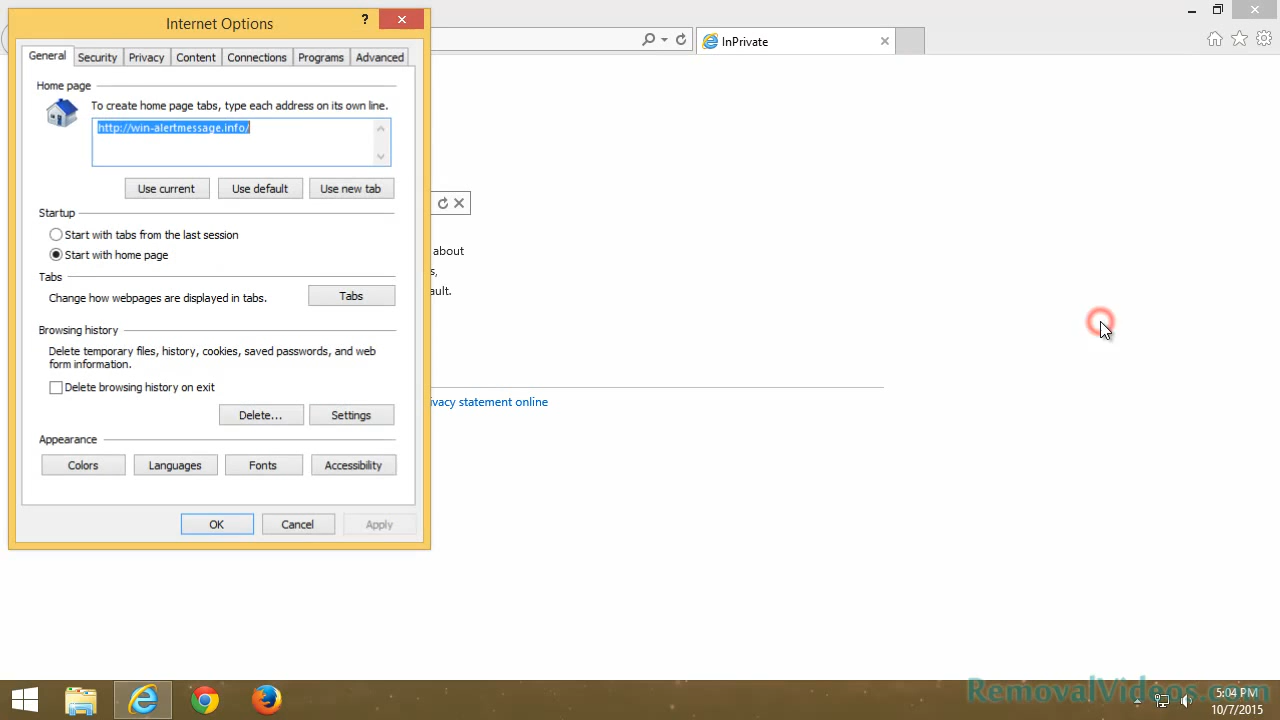 Internet Options
?
InPrivate
General
Security
Privacy
Content
Connections
Programs
Advanced
Home page
To create home page tabs, type each address on its own line.
http://win-alertmessage.info/
Use current
Use default
Use new tab
Startup
Start with tabs from the last session
Start with home page
Tabs
Change how webpages are displayed in tabs.
Tabs
Browsing history
Delete temporary files, history, cookies, saved passwords, and web
form information.
Delete browsing history on exit
Delete...
Settings
Appearance
Colors
Languages
Fonts
Accessibility
OK
Cancel
Apply
about
s,
ault.
ivacy statement online
RemovalVideos.com
5:04 PM
10/7/2015